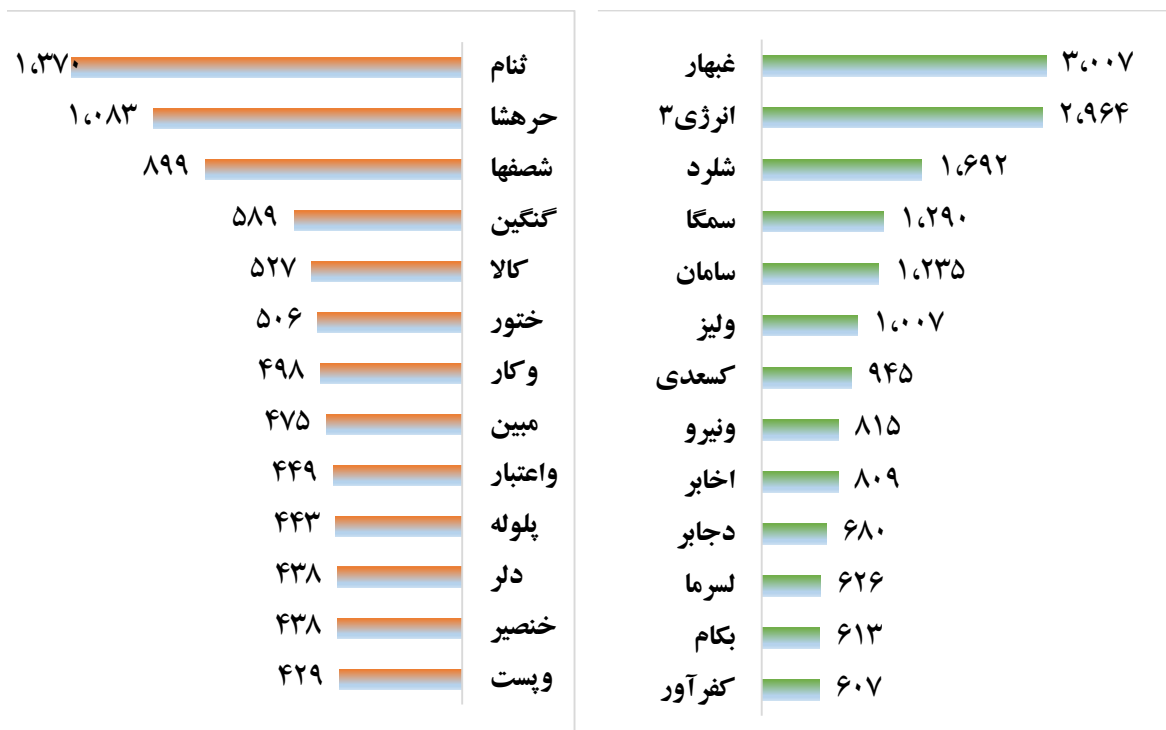 غبهار ۳،۰۰۷
انرژی۳ ۲،۹۶۴
شلرد ۱،۶۹۲
سمگا ۱،۲۹۰
سامان ۱،۲۳۵
ولیز ۱،۰۰۷
کسعدی ۹۴۵
ونیرو ۸۱۵
اخابر ۸۰۹
دجابر ۶۸۰
لسرما ۶۲۶
بکام ۶۱۳
کفرآور ۶۰۷
ثنام ۱،۳۷۰
حرهشا ۱،۰۸۳
شصفها ۸۹۹
گنگین ۵۸۹
کالا ۵۲۷
ختور ۵۰۶
وکار ۴۹۸
مبین ۴۷۵
واعتبار ۴۴۹
پلوله ۴۴۳
دلر ۴۳۸
خنصیر ۴۳۸
وپست ۴۲۹